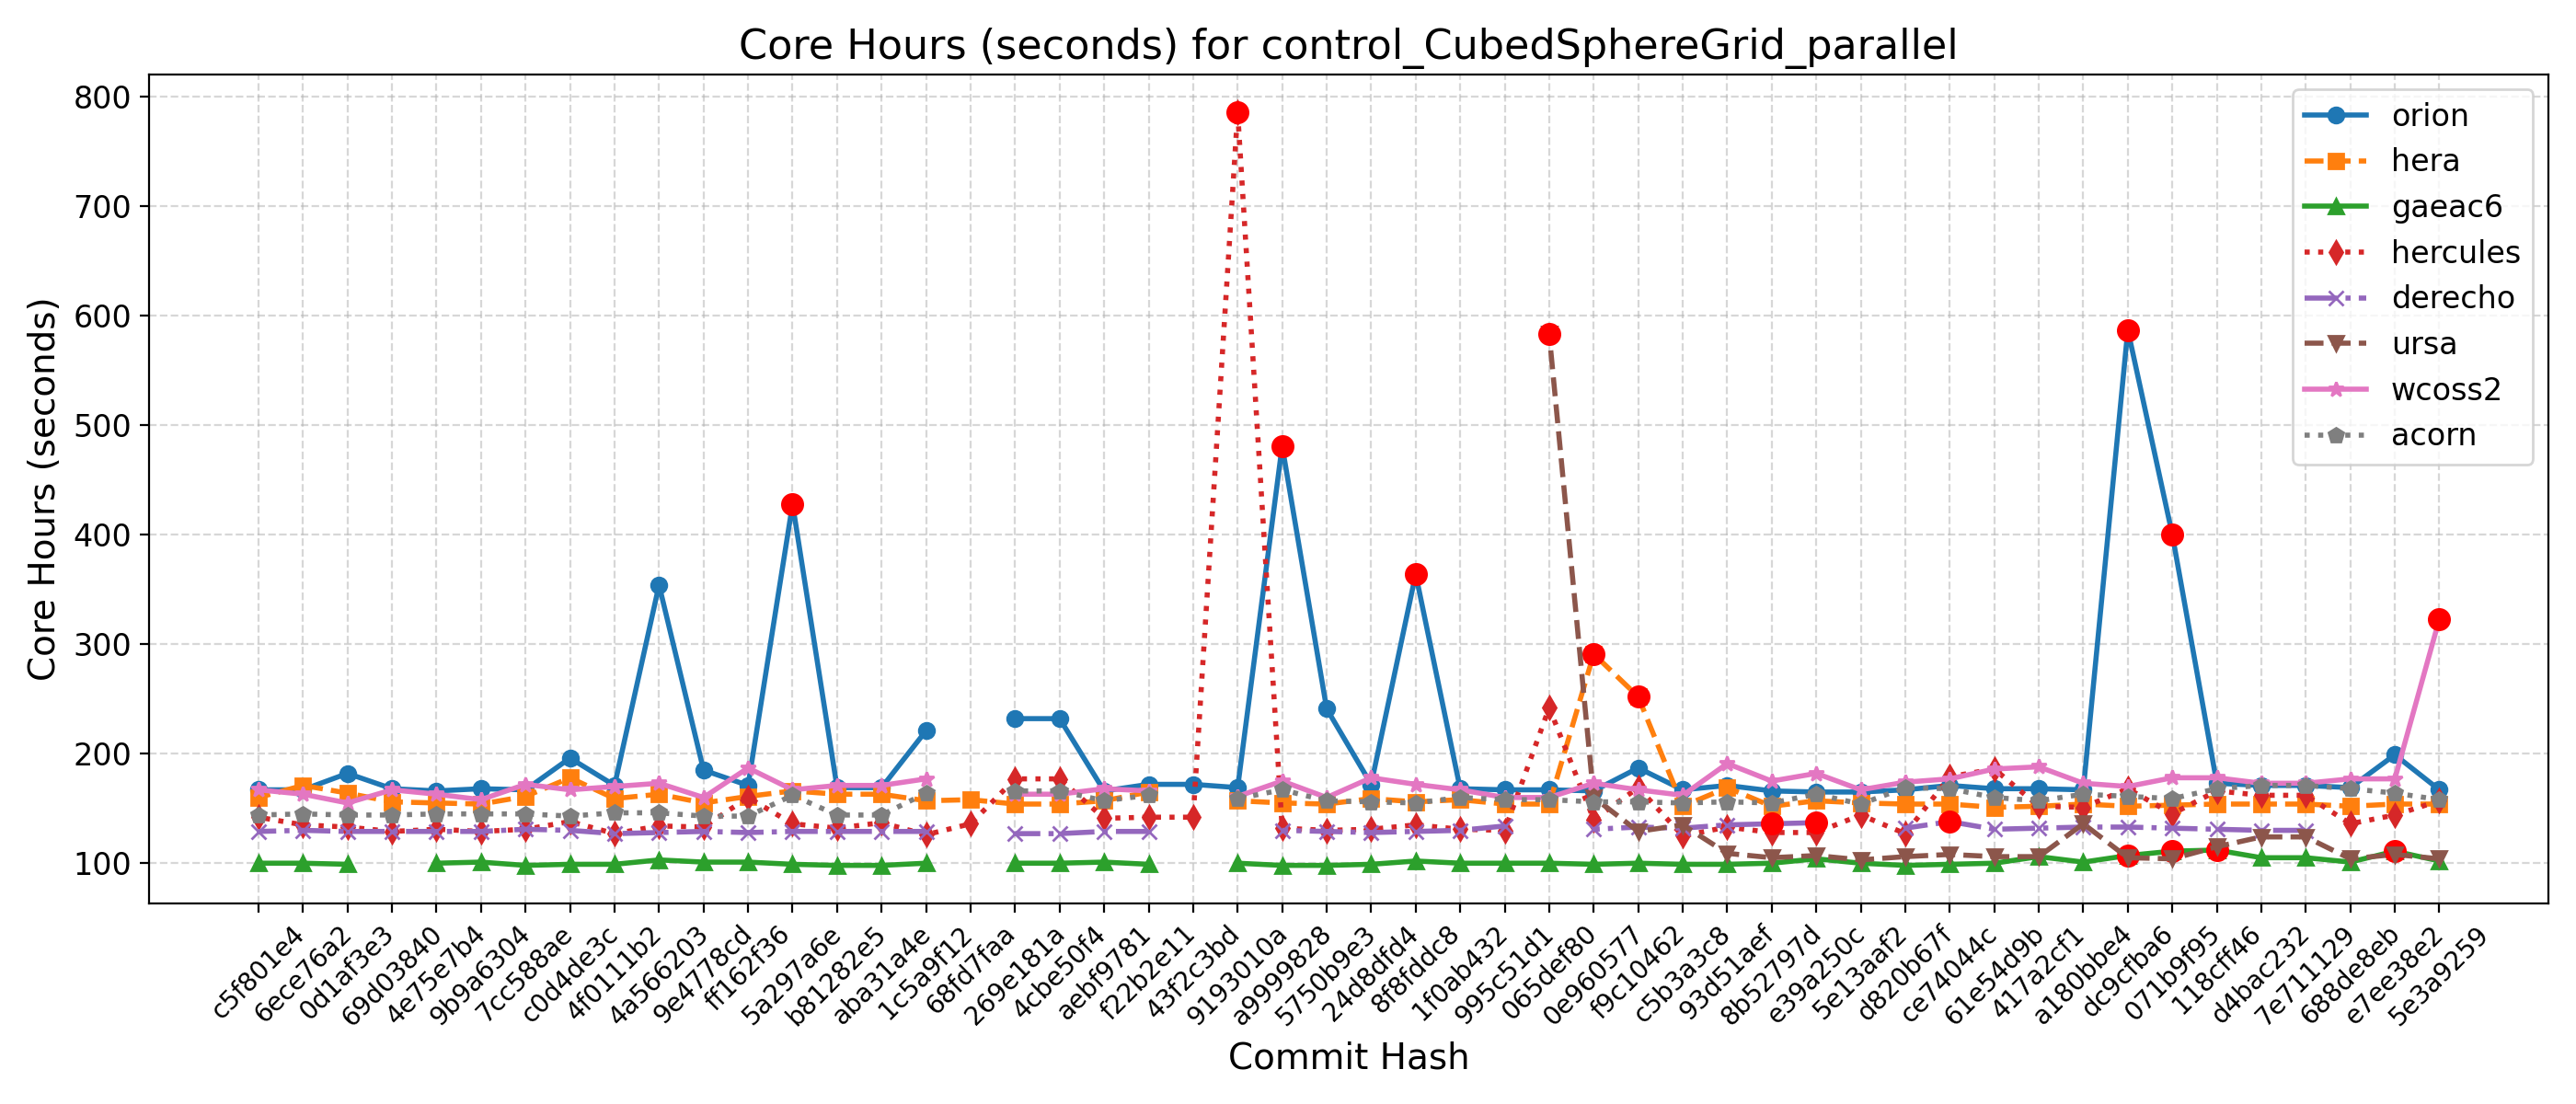 Core Hours (seconds) for control_CubedSphereGrid_parallel
Core Hours (seconds)
800
700
600
500
400
300
200
100
orion
hera
gaeac6
hercules
derecho
ursa
wcoss2
acorn
c5f801e4
6ece76a2
0d1af3e3
69d03840
4e75e7b4
9b9a6304
7cc588ae
c0d4de3c
4f0111b2
4a566203
9e4778cd
ff162f36
5a297a6e
b81282e5
aba31a4e
1c5a9f12
68fd7faa
269e181a
4cbe50f4
aebf9781
f22b2e11
43f2c3bd
9193010a
a9999828
5750b9e3
24d8dfd4
8f8fddc8
1f0ab432
995c51d1
065def80
0e960577
f9c10462
c5b3a3c8
93d51aef
8b52797d
e39a250c
5e13aaf2
d820b67f
ce74044c
61e54d9b
417a2cf1
a180bbe4
dc9cfba6
071b9f95
118cff46
d4bac232
7e711129
688de8eb
e7ee38e2
5e3a9259
Commit Hash